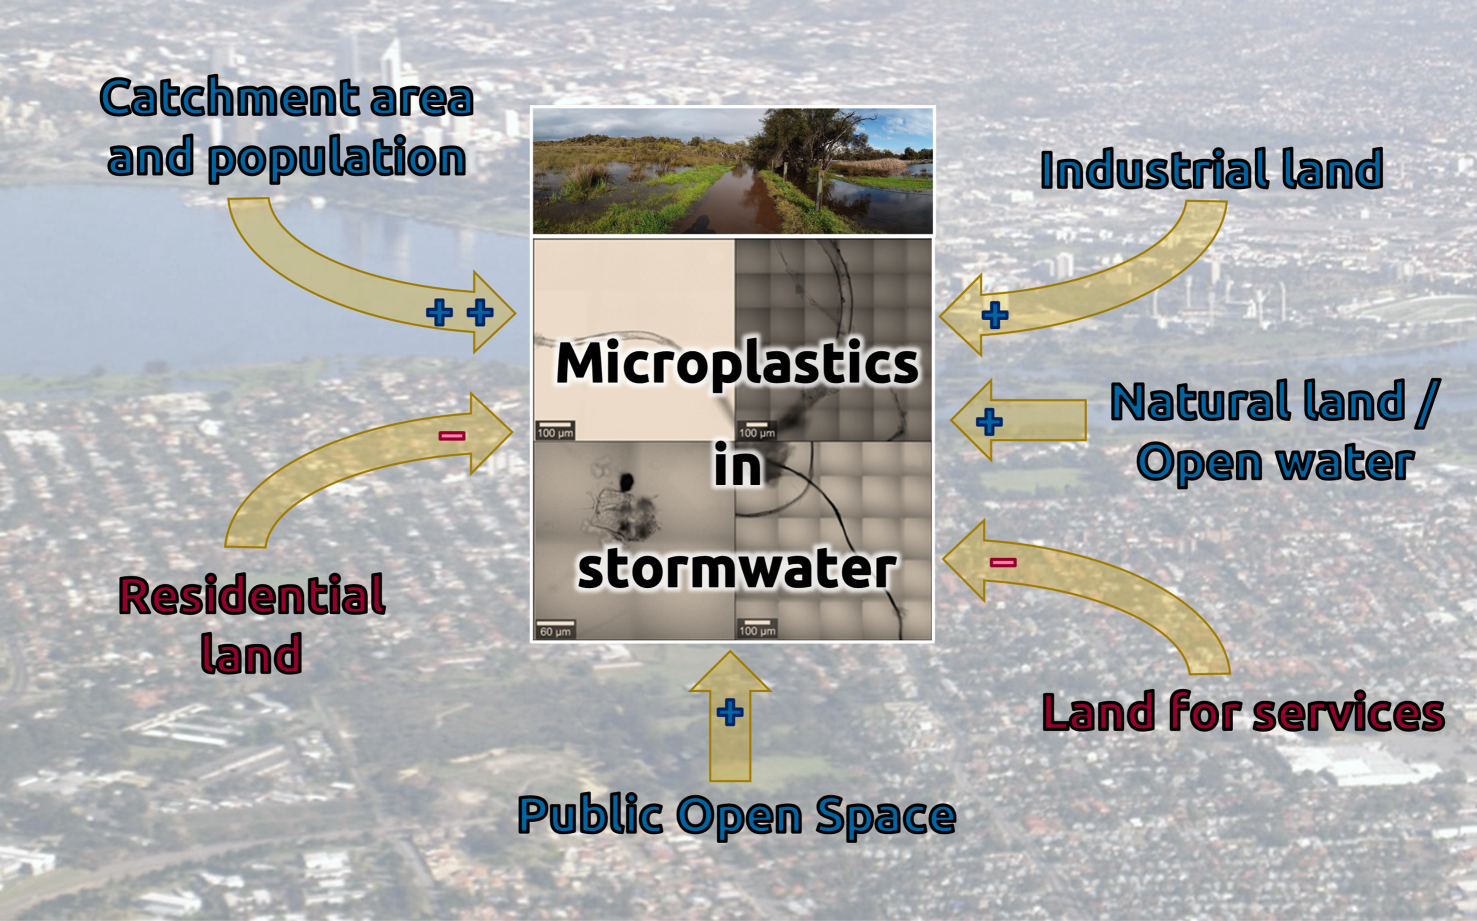 Catchment area
and population
+ +
Industrial land
+
Natural land /
Open water
+
Residential
land
−
Land for services
−
Public Open Space
+
Microplastics
in
stormwater
100 µm
100 µm
60 µm
100 µm